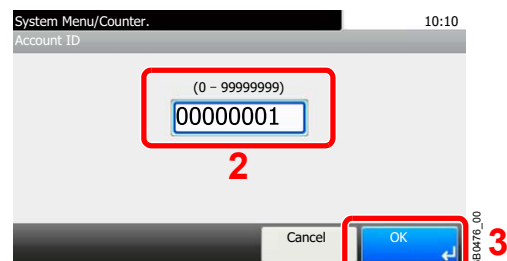 System Menu/Counter. 10:10
Account ID
(0 - 99999999)
00000001
2
Cancel OK 3
B0476_00